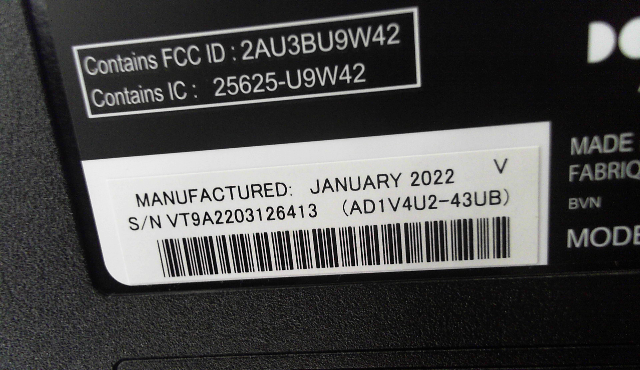 Contains FCC ID : 2AU3BU9W42
Contains IC : 25625-U9W42
MANUFACTURED: JANUARY 2022 V
S/N VT9A2203126413 (AD1V4U2-43UB)
MADE
FABRIQ
BVN
MODE